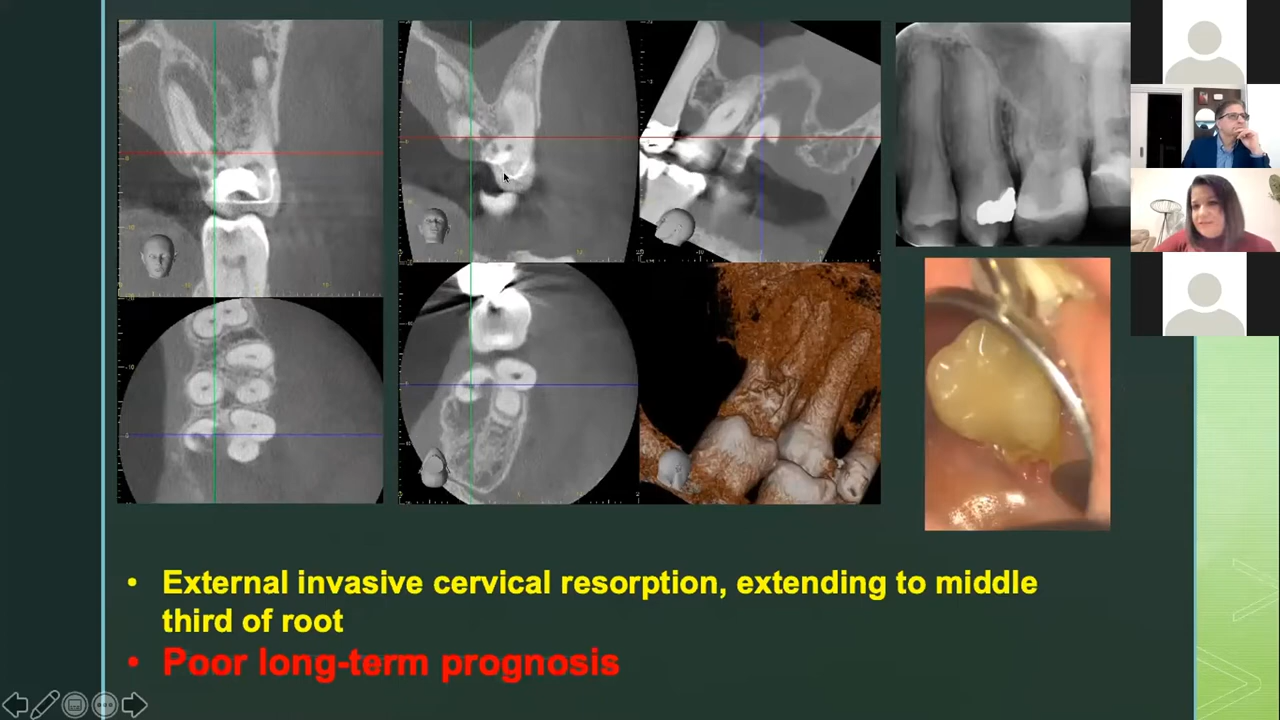 • External invasive cervical resorption, extending to middle
third of root
• Poor long-term prognosis